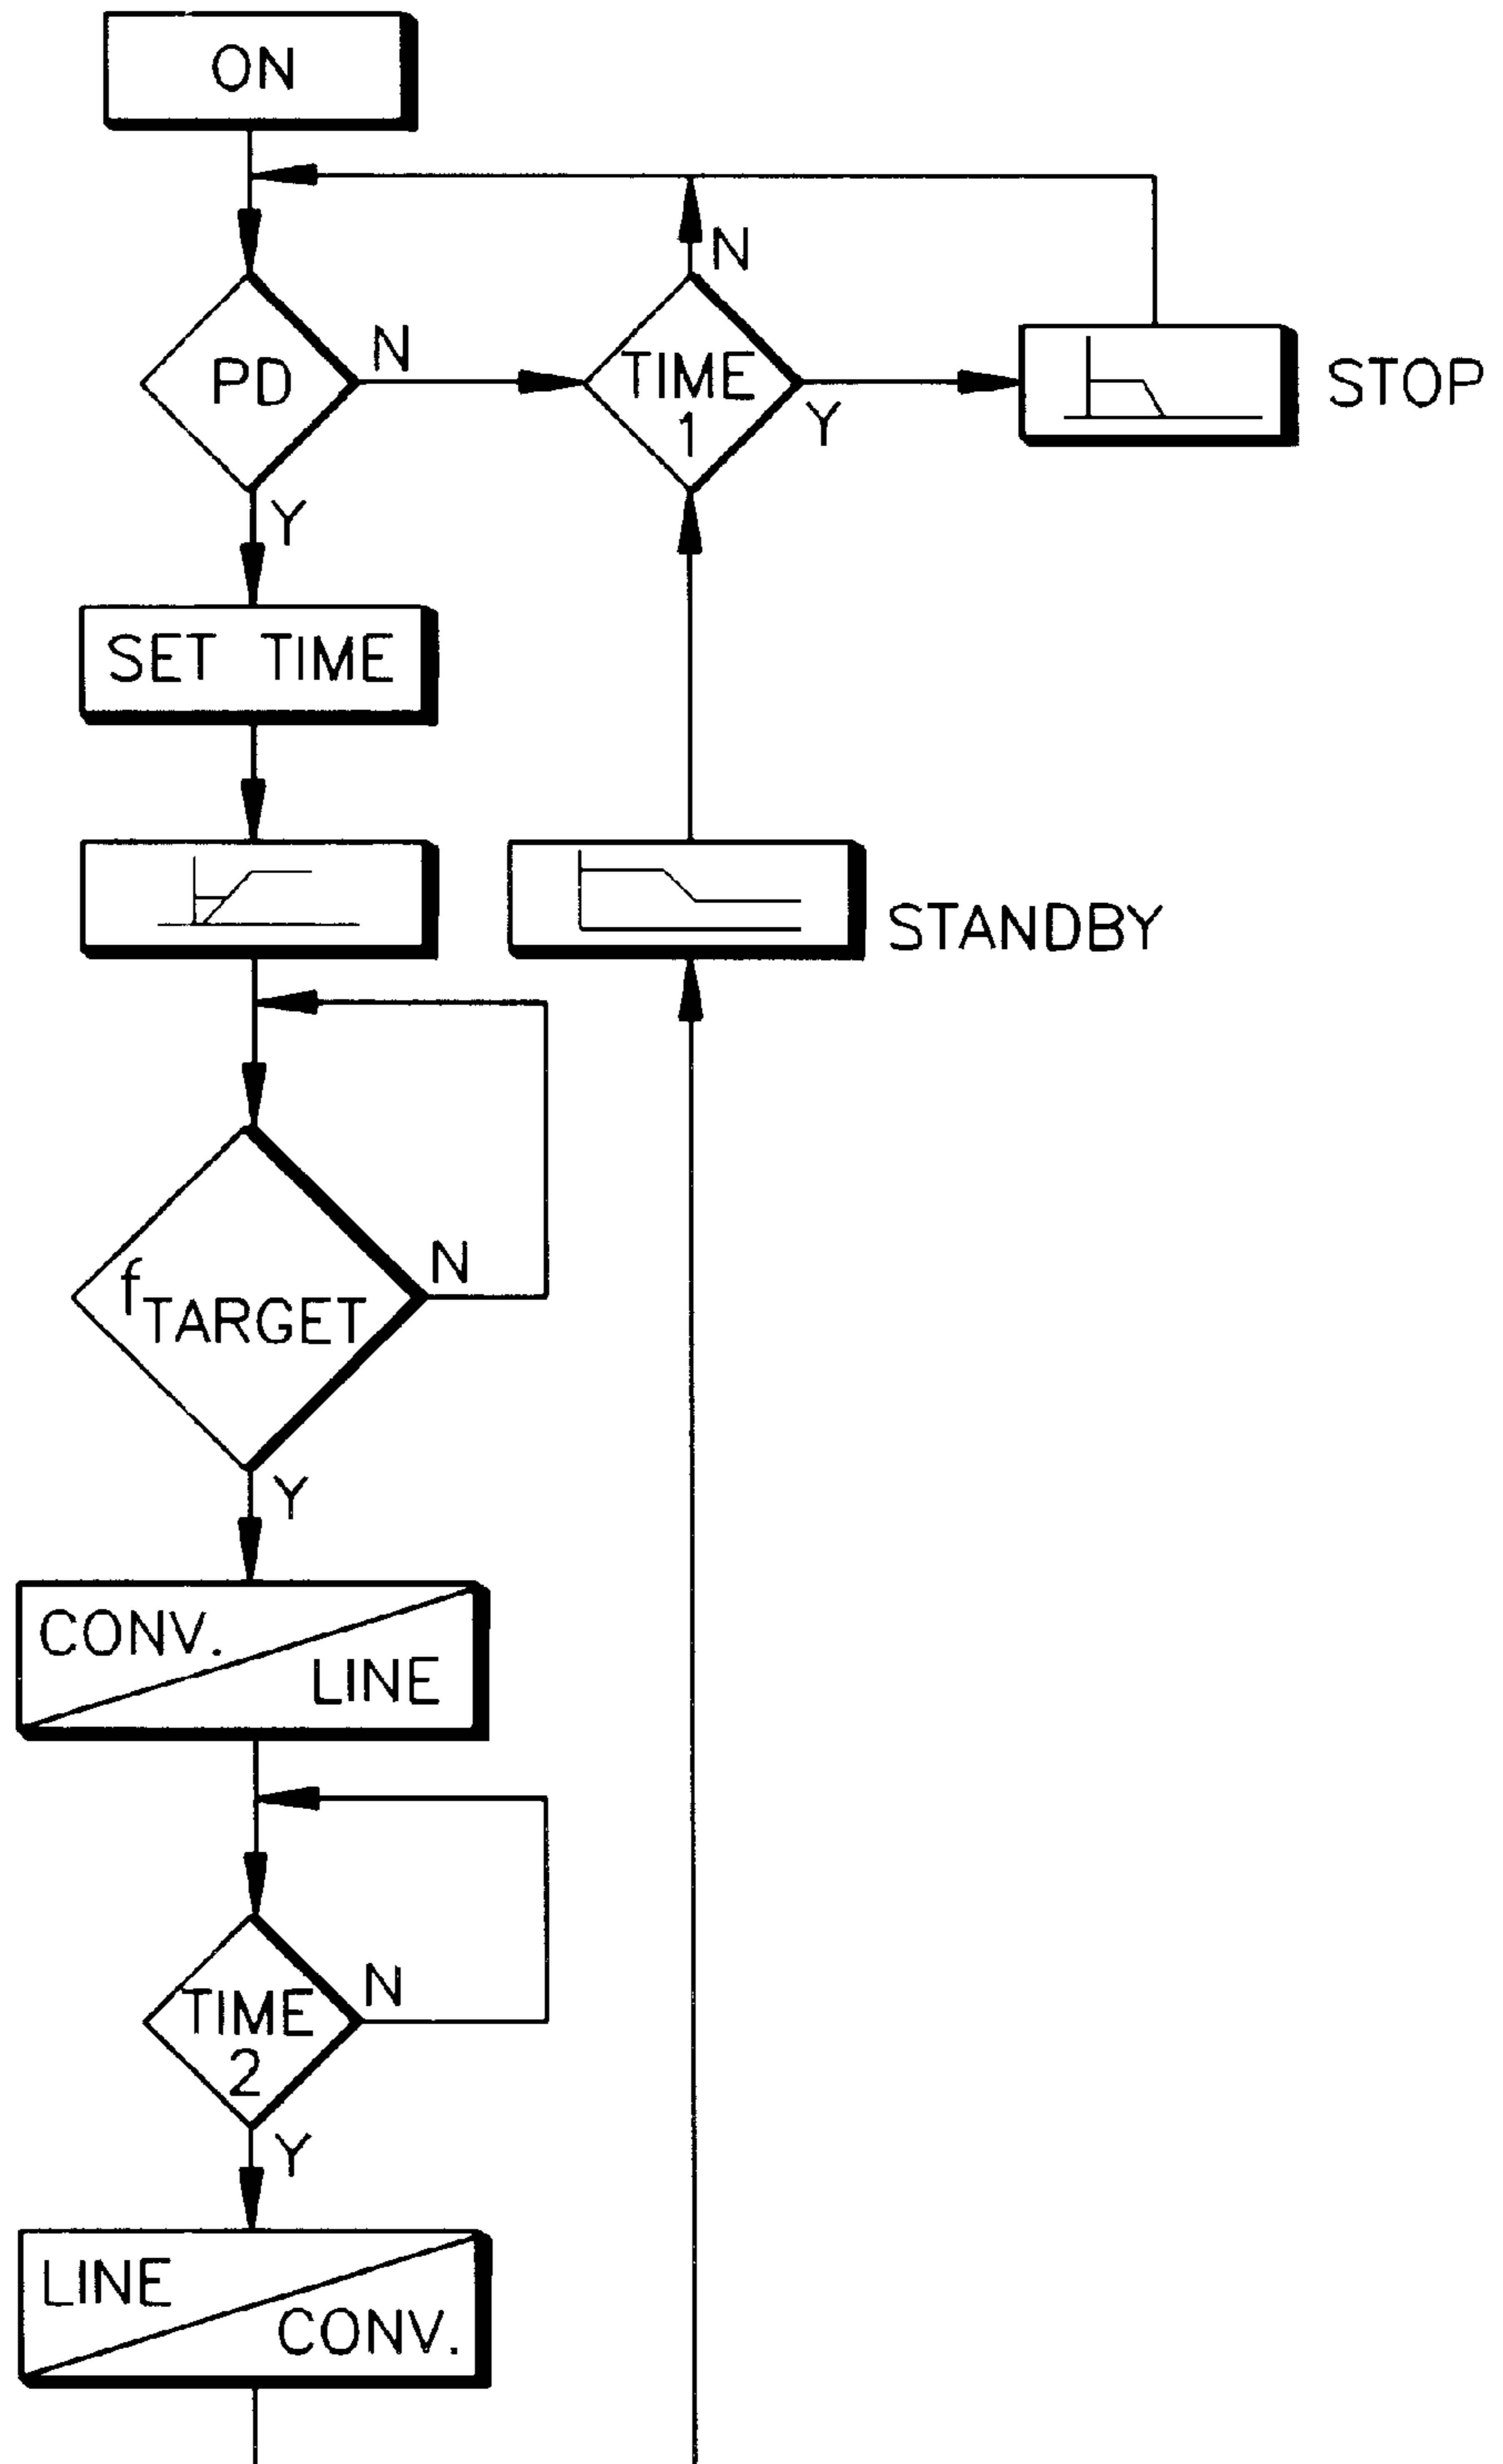 ON
N
PD
N
TIME
1
Y
STOP
Y
SET TIME
STANDBY
fTARGET
N
Y
CONV.
LINE
TIME
2
N
Y
LINE
CONV.